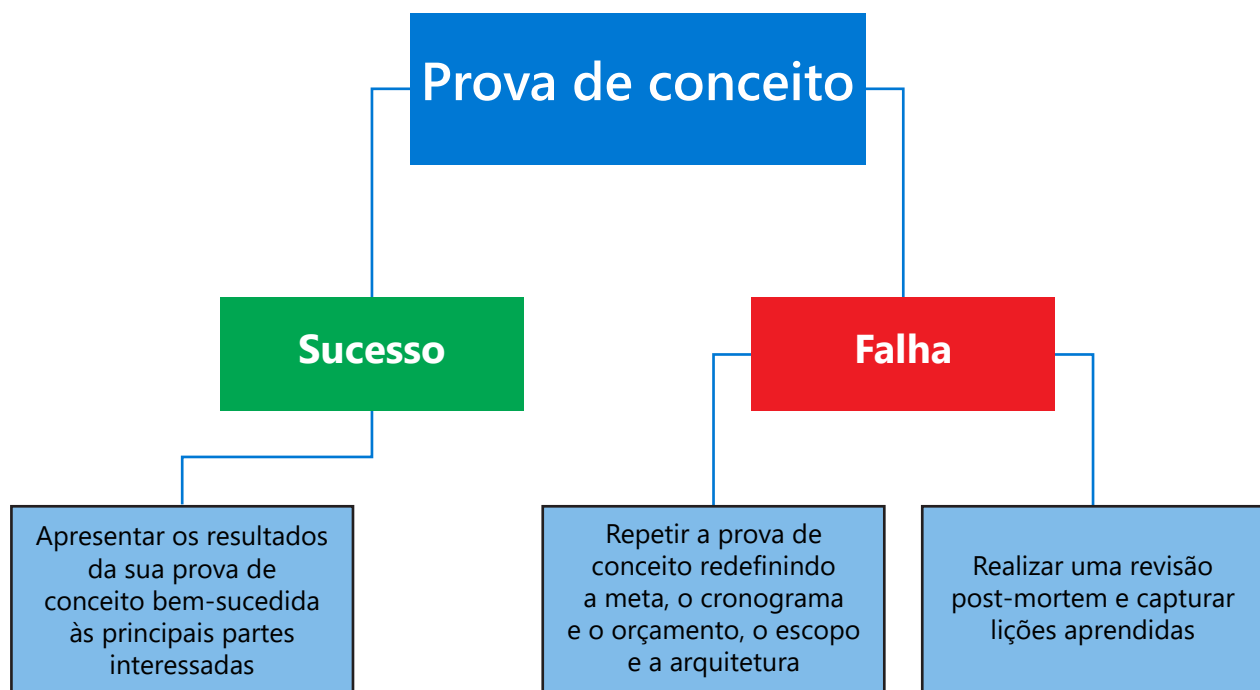 Prova de conceito
Sucesso
Falha
Apresentar os resultados
da sua prova de
conceito bem-sucedida
às principais partes
interessadas
Repetir a prova de
conceito redefinindo
a meta, o cronograma
e o orçamento, o escopo
e a arquitetura
Realizar uma revisão
post-mortem e capturar
lições aprendidas